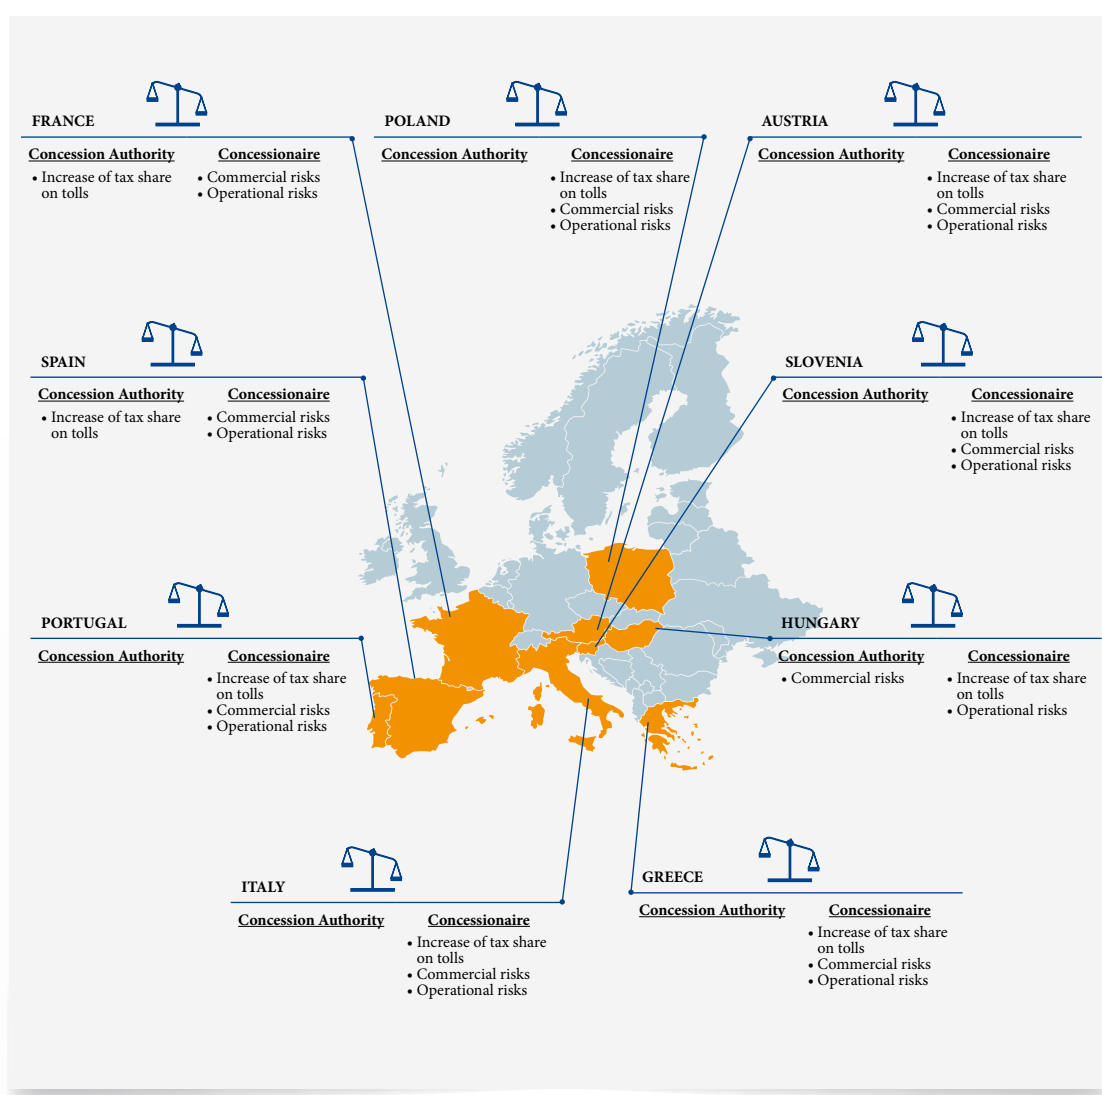 FRANCE
Concession Authority
• Increase of tax share
on tolls
Concessionaire
• Commercial risks
• Operational risks
POLAND
Concession Authority
Concessionaire
• Increase of tax share
on tolls
• Commercial risks
• Operational risks
AUSTRIA
Concession Authority
Concessionaire
• Increase of tax share
on tolls
• Commercial risks
• Operational risks
SPAIN
Concession Authority
• Increase of tax share
on tolls
Concessionaire
• Commercial risks
• Operational risks
SLOVENIA
Concession Authority
Concessionaire
• Increase of tax share
on tolls
• Commercial risks
• Operational risks
PORTUGAL
Concession Authority
Concessionaire
• Increase of tax share
on tolls
• Commercial risks
• Operational risks
HUNGARY
Concession Authority
• Commercial risks
Concessionaire
• Increase of tax share
on tolls
• Operational risks
ITALY
Concession Authority
Concessionaire
• Increase of tax share
on tolls
• Commercial risks
• Operational risks
GREECE
Concession Authority
Concessionaire
• Increase of tax share
on tolls
• Commercial risks
• Operational risks